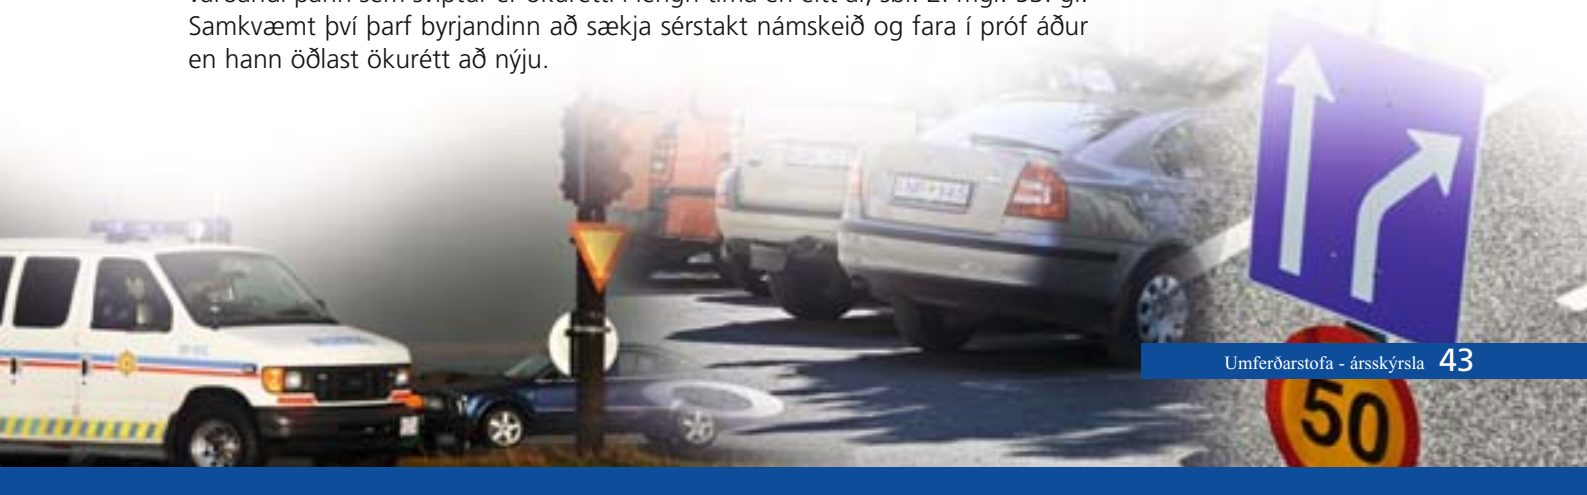 Samkvæmt því þarf byrjandinn að sækja sérstakt námskeið og fara í próf áður
en hann öðlast ökurétt að nýju.
Umferðarstofa - ársskýrsla 43
50